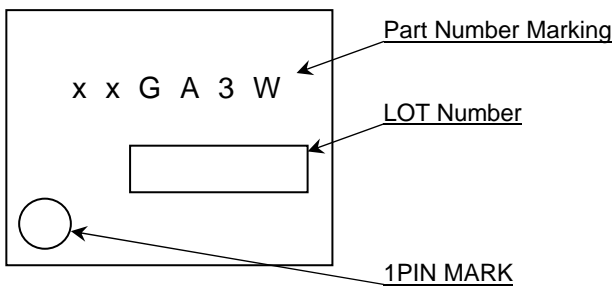 Part Number Marking
x x G A 3 W
LOT Number
1PIN MARK